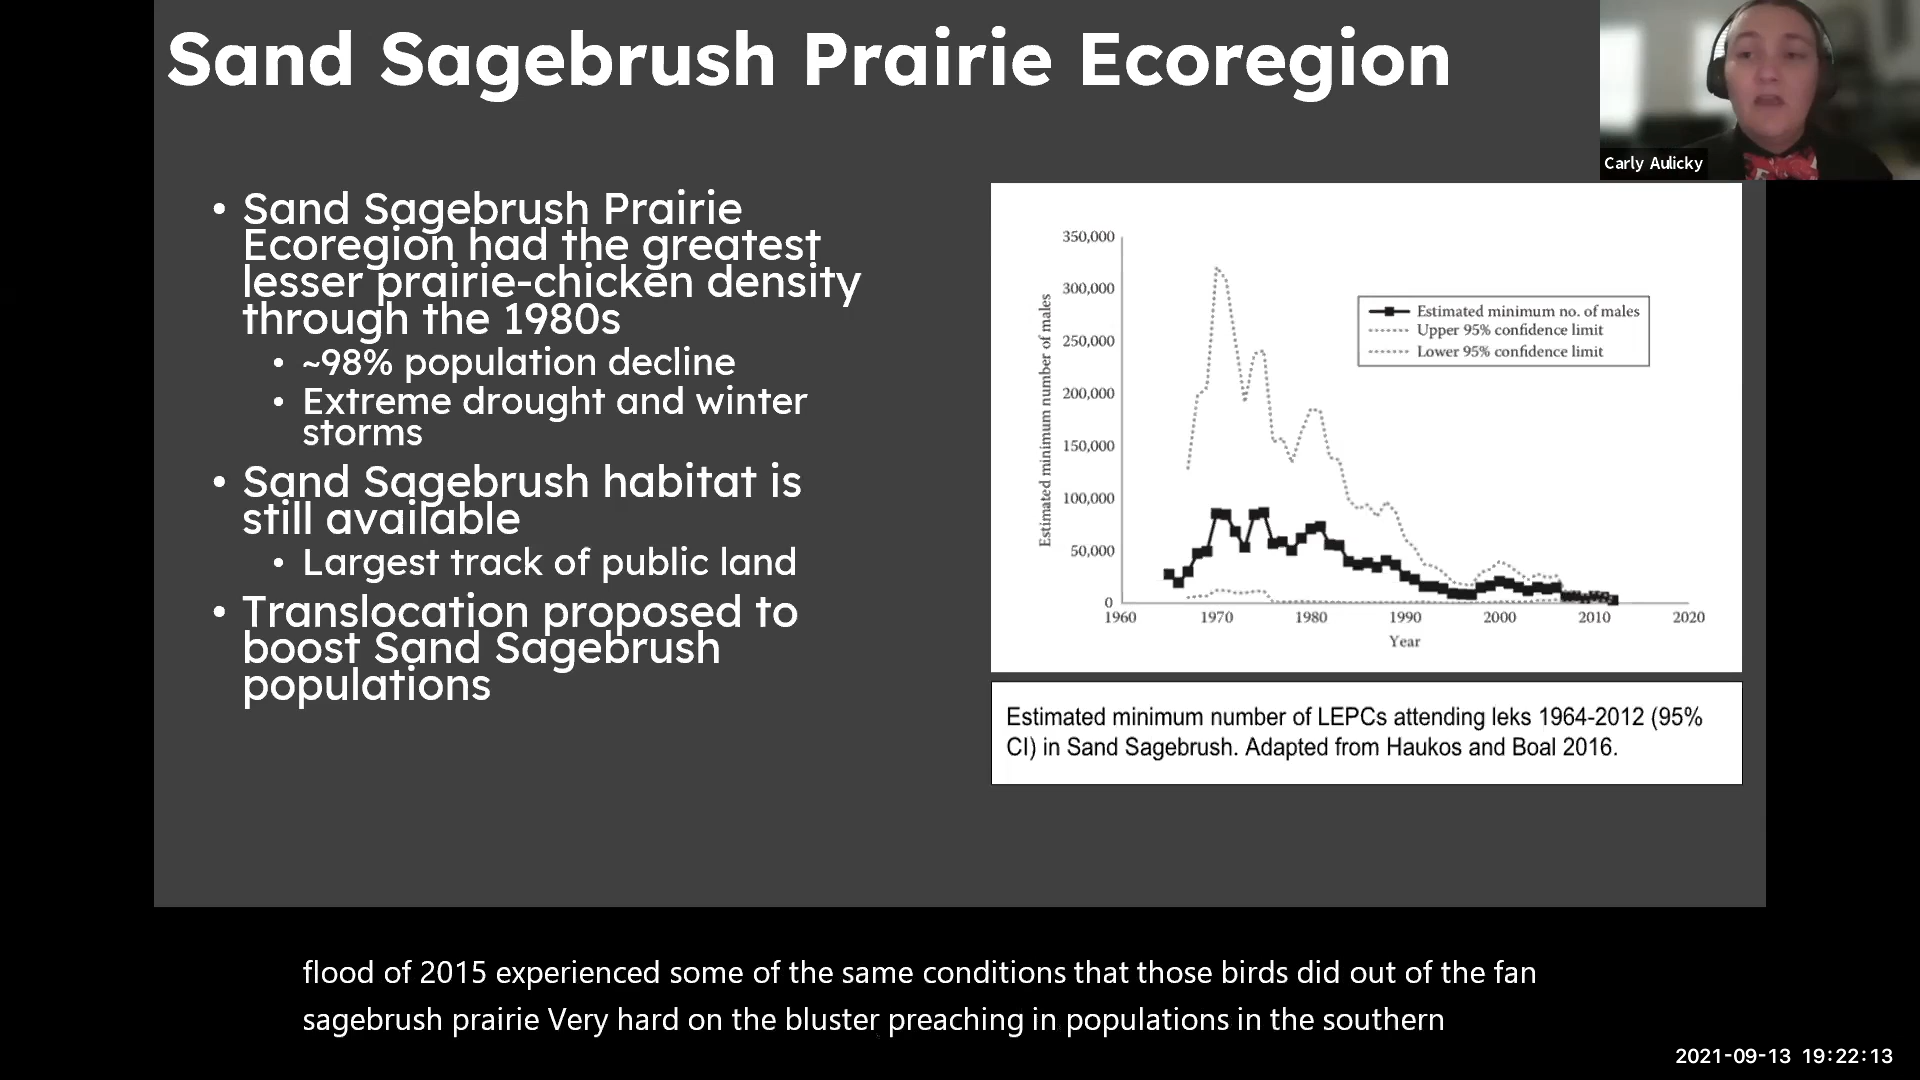 Sand Sagebrush Prairie Ecoregion
Carly Aulicky
• Sand Sagebrush Prairie
Ecoregion had the greatest
lesser prairie-chicken density
through the 1980s
• ~98% population decline
• Extreme drought and winter
storms
• Sand Sagebrush habitat is
still available
• Largest track of public land
• Translocation proposed to
boost Sand Sagebrush
populations
Estimated minimum number of males
350,000
300,000
250,000
200,000
150,000
100,000
50,000
0
1960 1970 1980 1990 2000 2010 2020
Year
Estimated minimum no. of males
Upper 95% confidence limit
Lower 95% confidence limit
Estimated minimum number of LEPCs attending leks 1964-2012 (95%
CI) in Sand Sagebrush. Adapted from Haukos and Boal 2016.
flood of 2015 experienced some of the same conditions that those birds did out of the fan
sagebrush prairie Very hard on the bluster preaching in populations in the southern
2021-09-13 19:22:13